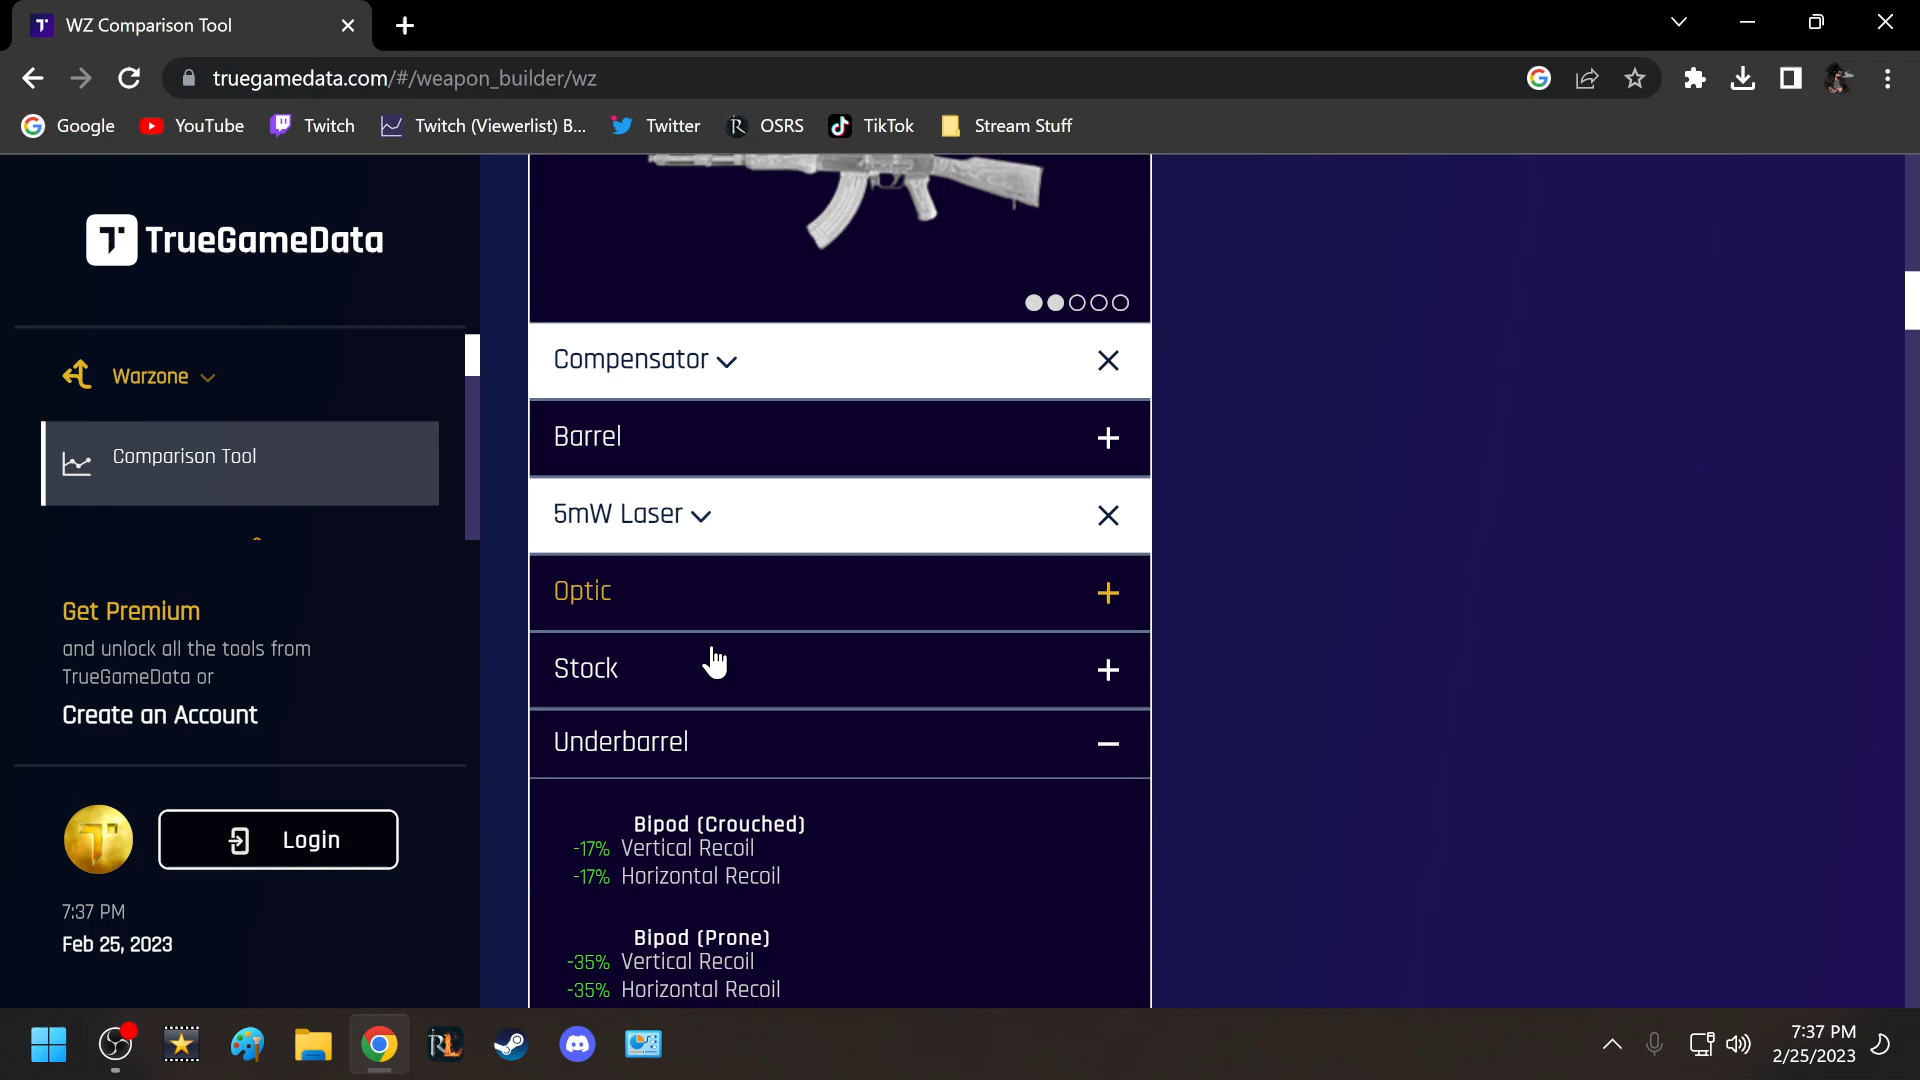 WZ Comparison Tool
truegamedata.com/#/weapon_builder/wz
Google
YouTube
Twitch
Twitch (Viewerlist) B...
Twitter
OSRS
TikTok
Stream Stuff
TrueGameData
Warzone
Comparison Tool
Get Premium
and unlock all the tools from
TrueGameData or
Create an Account
Login
7:37 PM
Feb 25, 2023
Compensator
Barrel
5mW Laser
Optic
Stock
Underbarrel
Bipod (Crouched)
-17% Vertical Recoil
-17% Horizontal Recoil
Bipod (Prone)
-35% Vertical Recoil
-35% Horizontal Recoil
7:37 PM
2/25/2023